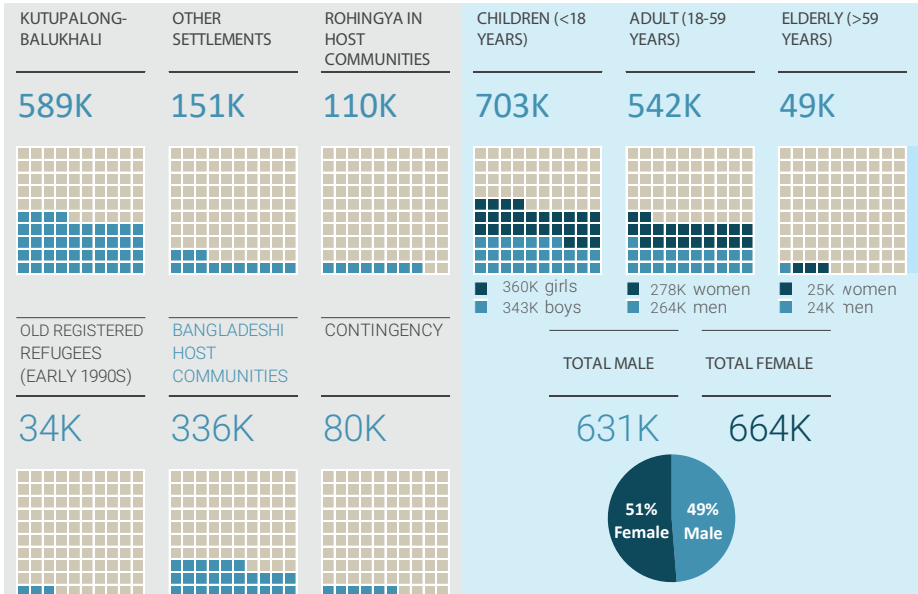 KUTUPALONG-
BALUKHALI
589K
OTHER
SETTLEMENTS
151K
ROHINGYA IN
HOST
COMMUNITIES
110K
CHILDREN (<18
YEARS)
703K
360K girls
343K boys
ADULT (18-59
YEARS)
542K
278K women
264K men
ELDERLY (>59
YEARS)
49K
25K women
24K men
OLD REGISTERED
REFUGEES
(EARLY 1990S)
34K
BANGLADESHI
HOST
COMMUNITIES
336K
CONTINGENCY
80K
TOTAL MALE
631K
TOTAL FEMALE
664K
51%
Female
49%
Male